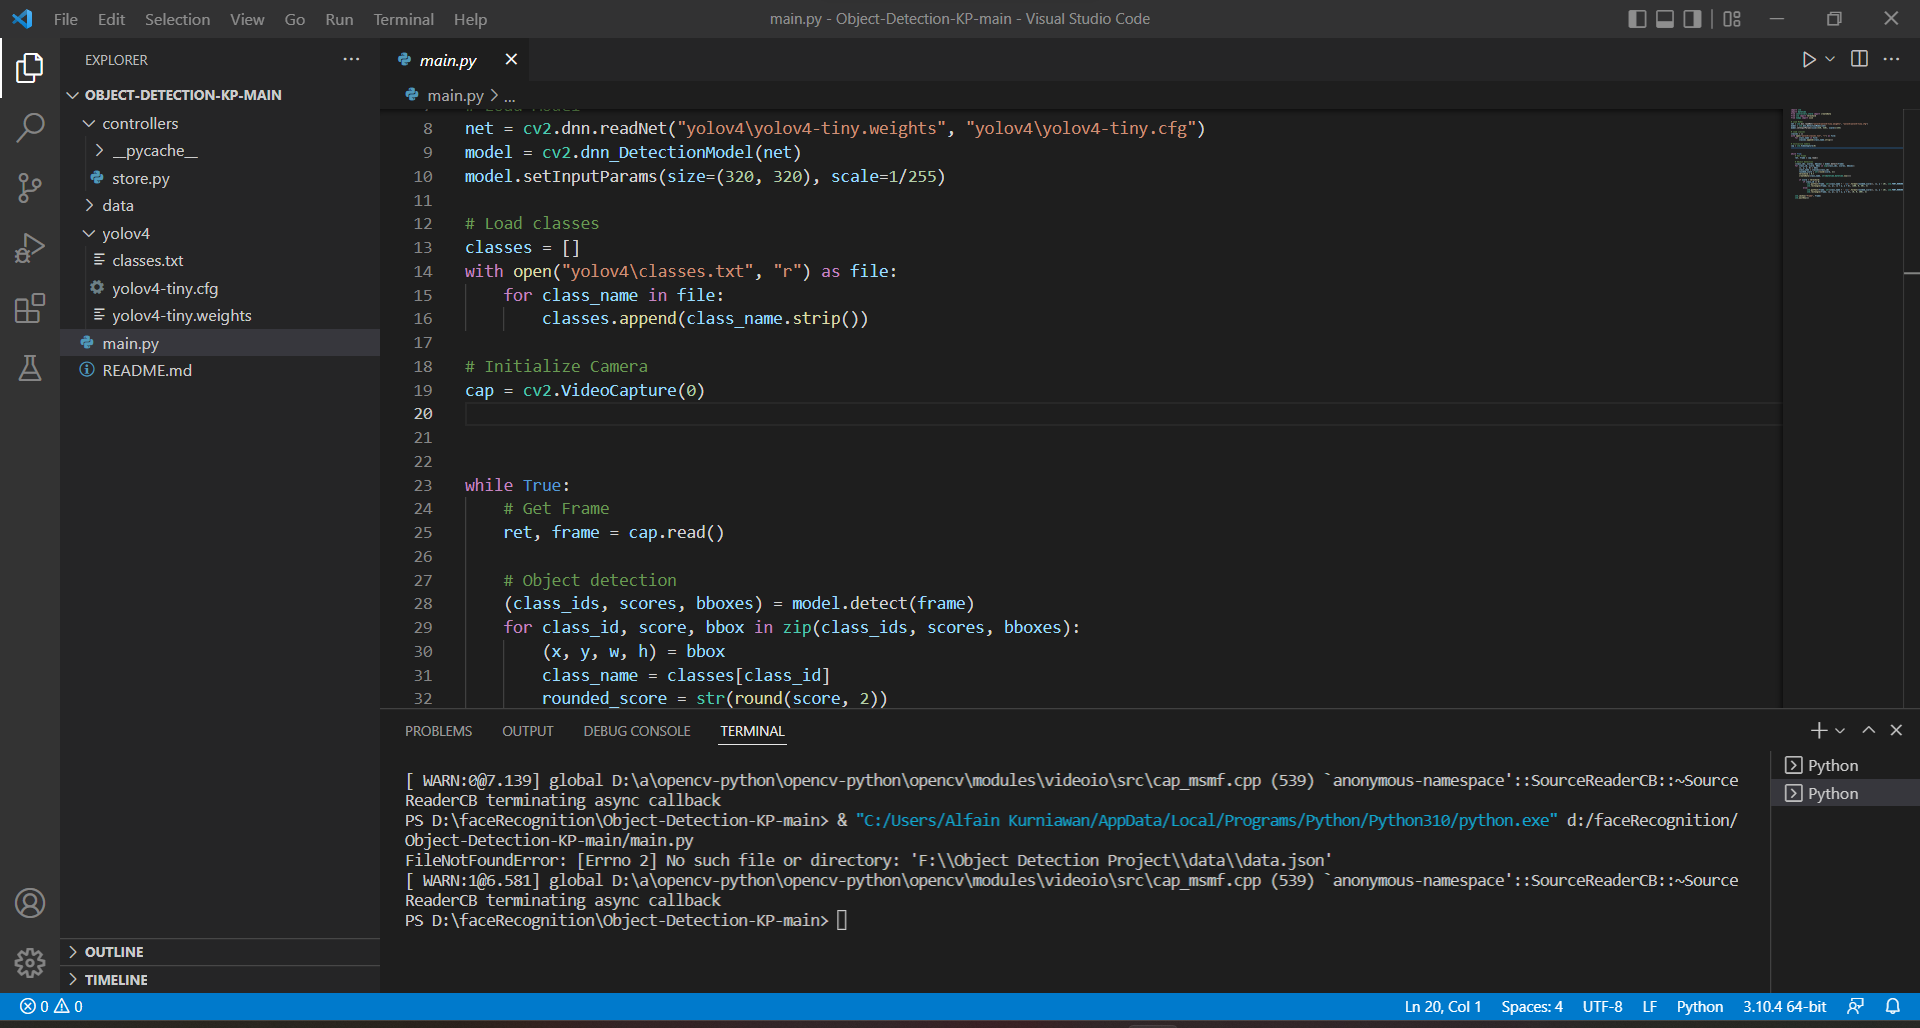 File Edit Selection View Go Run Terminal Help
main.py - Object-Detection-KP-main - Visual Studio Code
EXPLORER
OBJECT-DETECTION-KP-MAIN
controllers
__pycache__
store.py
data
yolov4
classes.txt
yolov4-tiny.cfg
yolov4-tiny.weights
main.py
README.md
OUTLINE
TIMELINE
main.py
main.py > ...
8 net = cv2.dnn.readNet("yolov4\yolov4-tiny.weights", "yolov4\yolov4-tiny.cfg")
9 model = cv2.dnn_DetectionModel(net)
10 model.setInputParams(size=(320, 320), scale=1/255)
11
12 # Load classes
13 classes = []
14 with open("yolov4\classes.txt", "r") as file:
15 for class_name in file:
16 classes.append(class_name.strip())
17
18 # Initialize Camera
19 cap = cv2.VideoCapture(0)
20
21
22
23 while True:
24 # Get Frame
25 ret, frame = cap.read()
26
27 # Object detection
28 (class_ids, scores, bboxes) = model.detect(frame)
29 for class_id, score, bbox in zip(class_ids, scores, bboxes):
30 (x, y, w, h) = bbox
31 class_name = classes[class_id]
32 rounded_score = str(round(score, 2))
PROBLEMS OUTPUT DEBUG CONSOLE TERMINAL
[ WARN:0@7.139] global D:\a\opencv-python\opencv-python\opencv\modules\videoio\src\cap_msmf.cpp (539) `anonymous-namespace'::SourceReaderCB::~Source
ReaderCB terminating async callback
PS D:\faceRecognition\Object-Detection-KP-main> & "C:/Users/Alfain Kurniawan/AppData/Local/Programs/Python/Python310/python.exe" d:/faceRecognition/
Object-Detection-KP-main/main.py
FileNotFoundError: [Errno 2] No such file or directory: 'F:\\Object Detection Project\\data\\data.json'
[ WARN:1@6.581] global D:\a\opencv-python\opencv-python\opencv\modules\videoio\src\cap_msmf.cpp (539) `anonymous-namespace'::SourceReaderCB::~Source
ReaderCB terminating async callback
PS D:\faceRecognition\Object-Detection-KP-main>
Python
Python
0 0
Ln 20, Col 1 Spaces: 4 UTF-8 LF Python 3.10.4 64-bit